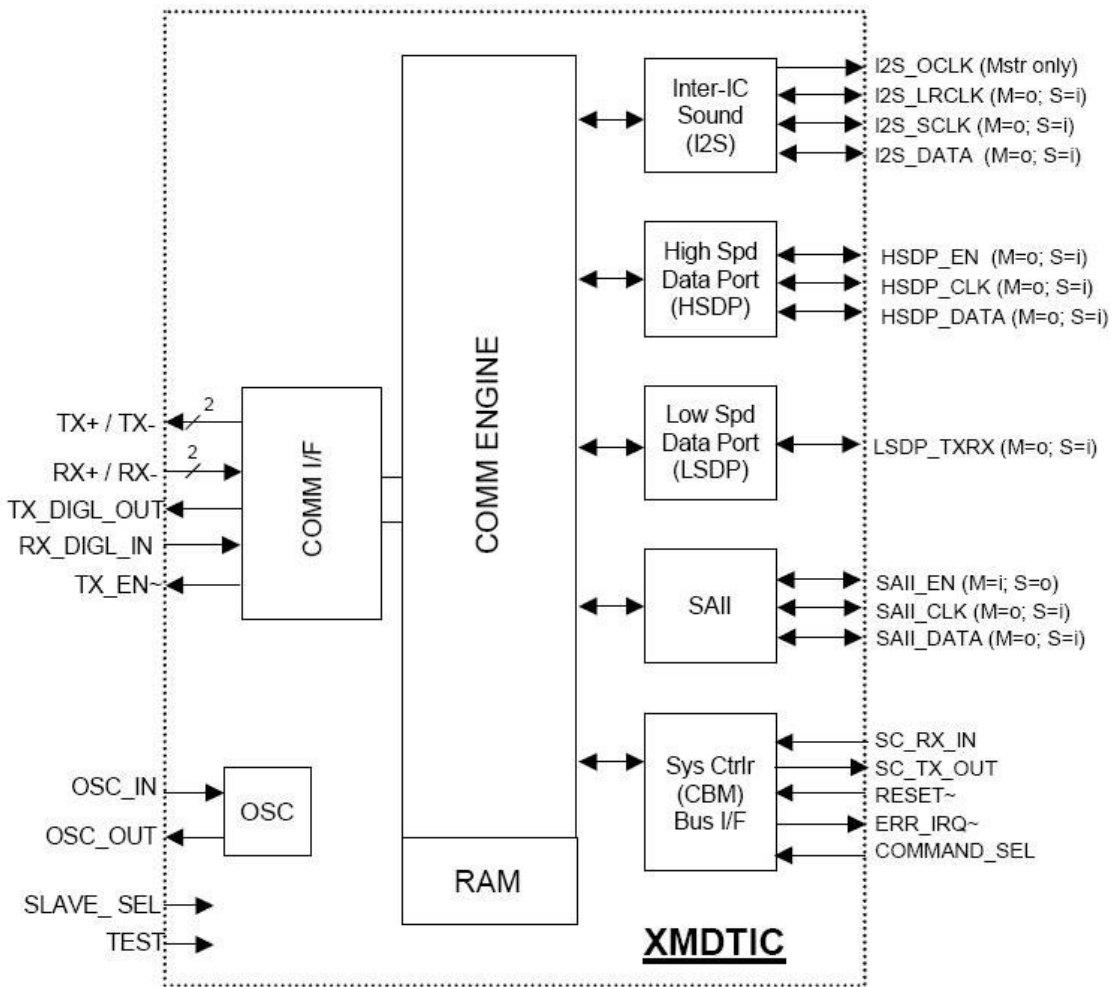 Inter-IC
Sound
(I2S)
I2S_OCLK (Mstr only)
I2S_LRCLK (M=o; S=i)
I2S_SCLK (M=o; S=i)
I2S_DATA (M=o; S=i)
High Spd
Data Port
(HSDP)
HSDP_EN (M=o; S=i)
HSDP_CLK (M=o; S=i)
HSDP_DATA (M=o; S=i)
COMM ENGINE
TX+ / TX-
2
RX+ / RX-
2
TX_DIGL_OUT
RX_DIGL_IN
TX_EN~
COMM I/F
Low Spd
Data Port
(LSDP)
LSDP_TXRX (M=o; S=i)
SAII
SAII_EN (M=i; S=o)
SAII_CLK (M=o; S=i)
SAII_DATA (M=o; S=i)
Sys Ctrlr
(CBM)
Bus I/F
SC_RX_IN
SC_TX_OUT
RESET~
ERR_IRQ~
COMMAND_SEL
OSC_IN
OSC_OUT
OSC
RAM
SLAVE_ SEL
TEST
XMDTIC